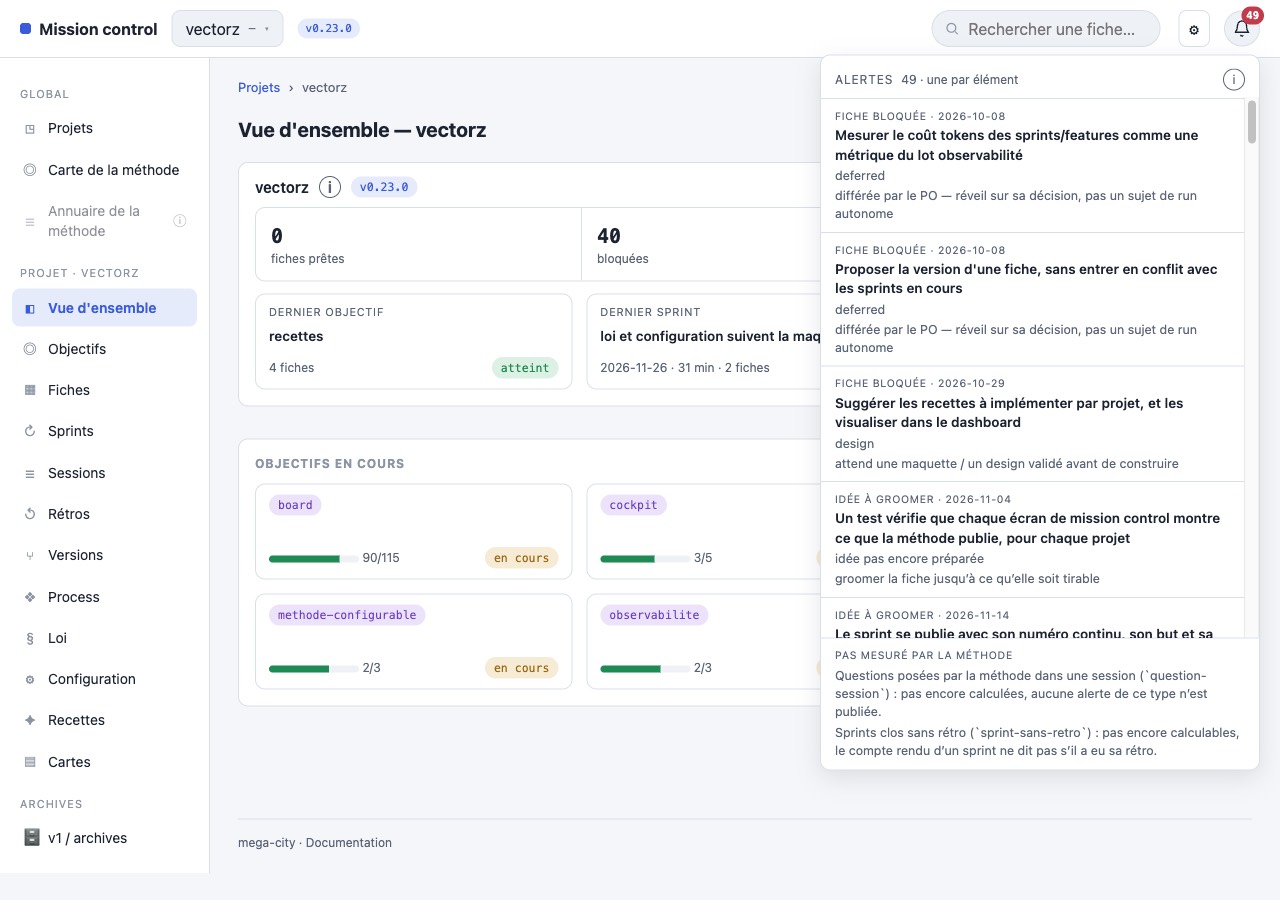 Mission control
vectorz –
v0.23.0
Rechercher une fiche...
49
GLOBAL
Projets
Carte de la méthode
Annuaire de la
méthode
PROJET · VECTORZ
Vue d'ensemble
Objectifs
Fiches
Sprints
Sessions
Rétros
Versions
Process
Loi
Configuration
Recettes
Cartes
ARCHIVES
v1 / archives
Projets › vectorz
Vue d'ensemble — vectorz
vectorz i v0.23.0
0
fiches prêtes
40
bloquées
DERNIER OBJECTIF
recettes
4 fiches
atteint
DERNIER SPRINT
loi et configuration suivent la maq
2026-11-26 · 31 min · 2 fiches
OBJECTIFS EN COURS
board
90/115
en cours
cockpit
3/5
methode-configurable
2/3
en cours
observabilite
2/3
mega-city · Documentation
ALERTES 49 · une par élément
i
FICHE BLOQUÉE · 2026-10-08
Mesurer le coût tokens des sprints/features comme une
métrique du lot observabilité
deferred
différée par le PO — réveil sur sa décision, pas un sujet de run
autonome
FICHE BLOQUÉE · 2026-10-08
Proposer la version d'une fiche, sans entrer en conflit avec
les sprints en cours
deferred
différée par le PO — réveil sur sa décision, pas un sujet de run
autonome
FICHE BLOQUÉE · 2026-10-29
Suggérer les recettes à implémenter par projet, et les
visualiser dans le dashboard
design
attend une maquette / un design validé avant de construire
IDÉE À GROOMER · 2026-11-04
Un test vérifie que chaque écran de mission control montre
ce que la méthode publie, pour chaque projet
idée pas encore préparée
groomer la fiche jusqu’à ce qu’elle soit tirable
IDÉE À GROOMER · 2026-11-14
Le sprint se publie avec son numéro continu, son but et sa
PAS MESURÉ PAR LA MÉTHODE
Questions posées par la méthode dans une session (`question-
session`) : pas encore calculées, aucune alerte de ce type n’est
publiée.
Sprints clos sans rétro (`sprint-sans-retro`) : pas encore calculables,
le compte rendu d’un sprint ne dit pas s’il a eu sa rétro.